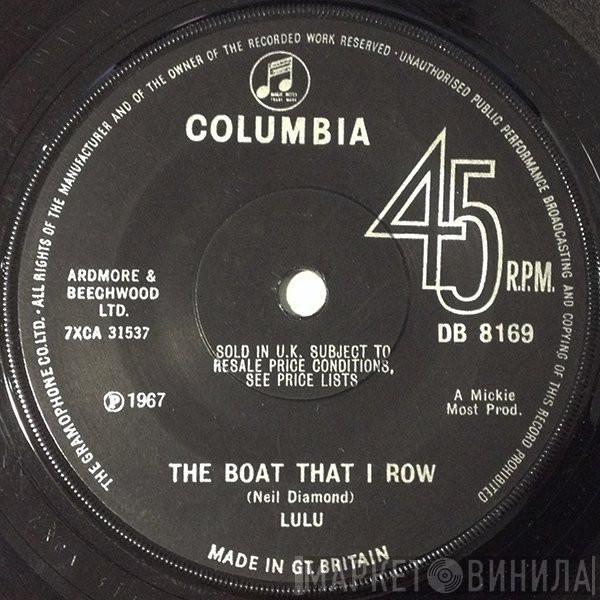 THE GRAMOPHONE CO. LTD. · ALL RIGHTS OF THE MANUFACTURER AND OF THE OWNER OF THE RECORDED WORK RESERVED · UNAUTHORISED PUBLIC PERFORMANCE BROADCASTING AND COPYING OF THIS RECORD PROHIBITED
MAGIC NOTES
TRADE MARK
COLUMBIA
45
R.P.M.
ARDMORE &
BEECHWOOD
LTD.
7XCA 31537
DB 8169
SOLD IN U.K. SUBJECT TO
RESALE PRICE CONDITIONS,
SEE PRICE LISTS
Ⓟ 1967
A Mickie
Most Prod.
THE BOAT THAT I ROW
(Neil Diamond)
LULU
MADE IN GT. BRITAIN
МАРКЕТ ВИНИЛА